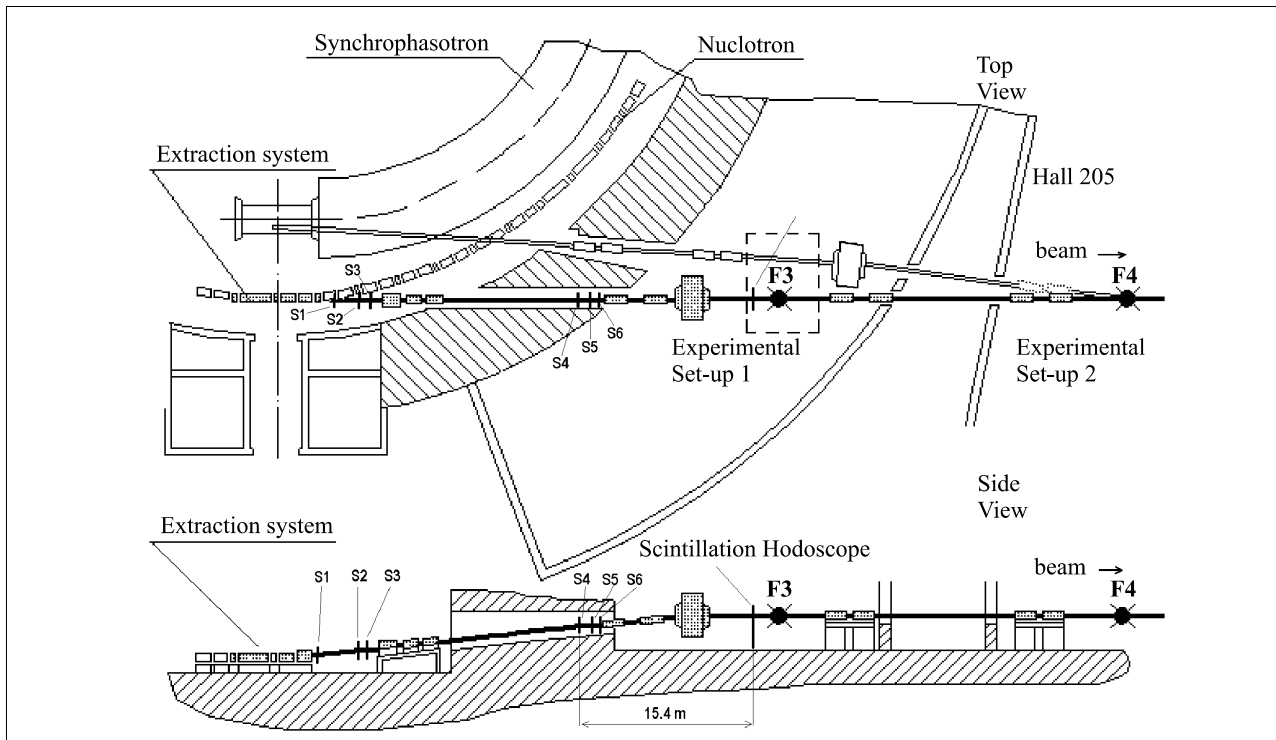 Synchrophasotron
Nuclotron
Top
View
Extraction system
Hall 205
beam
S3
F3
F4
S1
S2
S6
S5
S4
Experimental
Set-up 1
Experimental
Set-up 2
Side
View
Extraction system
Scintillation Hodoscope
beam
S1
S2
S3
S4
S5
S6
F3
F4
15.4 m